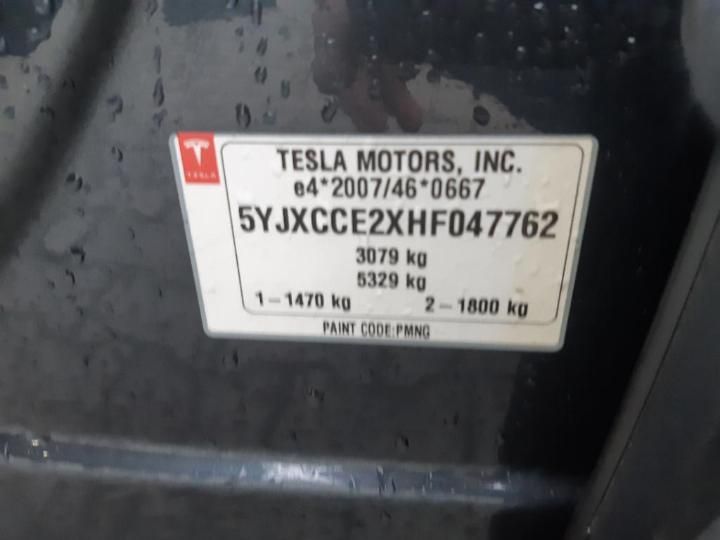 TESLA
TESLA MOTORS, INC.
e4*2007/46*0667
5YJXCCE2XHF047762
3079 kg
5329 kg
1-1470 kg 2-1800 kg
PAINT CODE:PMNG